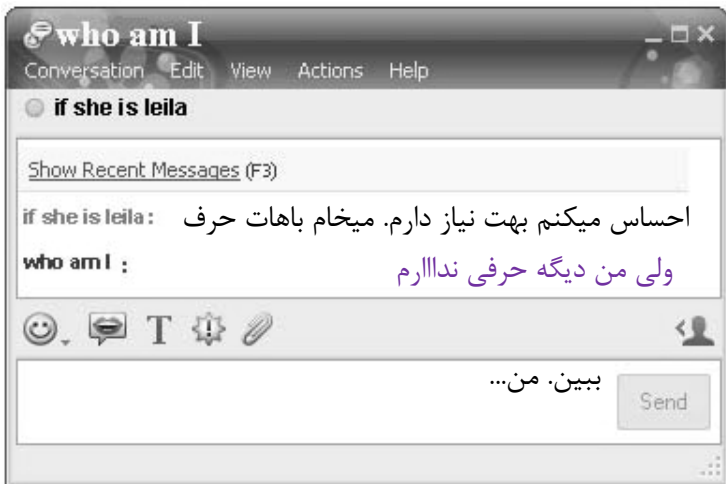 who am I
Conversation Edit View Actions Help
if she is leila
Show Recent Messages (F3)
if she is leila: احساس میکنم بهت نیاز دارم. میخام باهات حرف
who am I : ولی من دیگه حرفی ندااارم
T
ببین. من...
Send